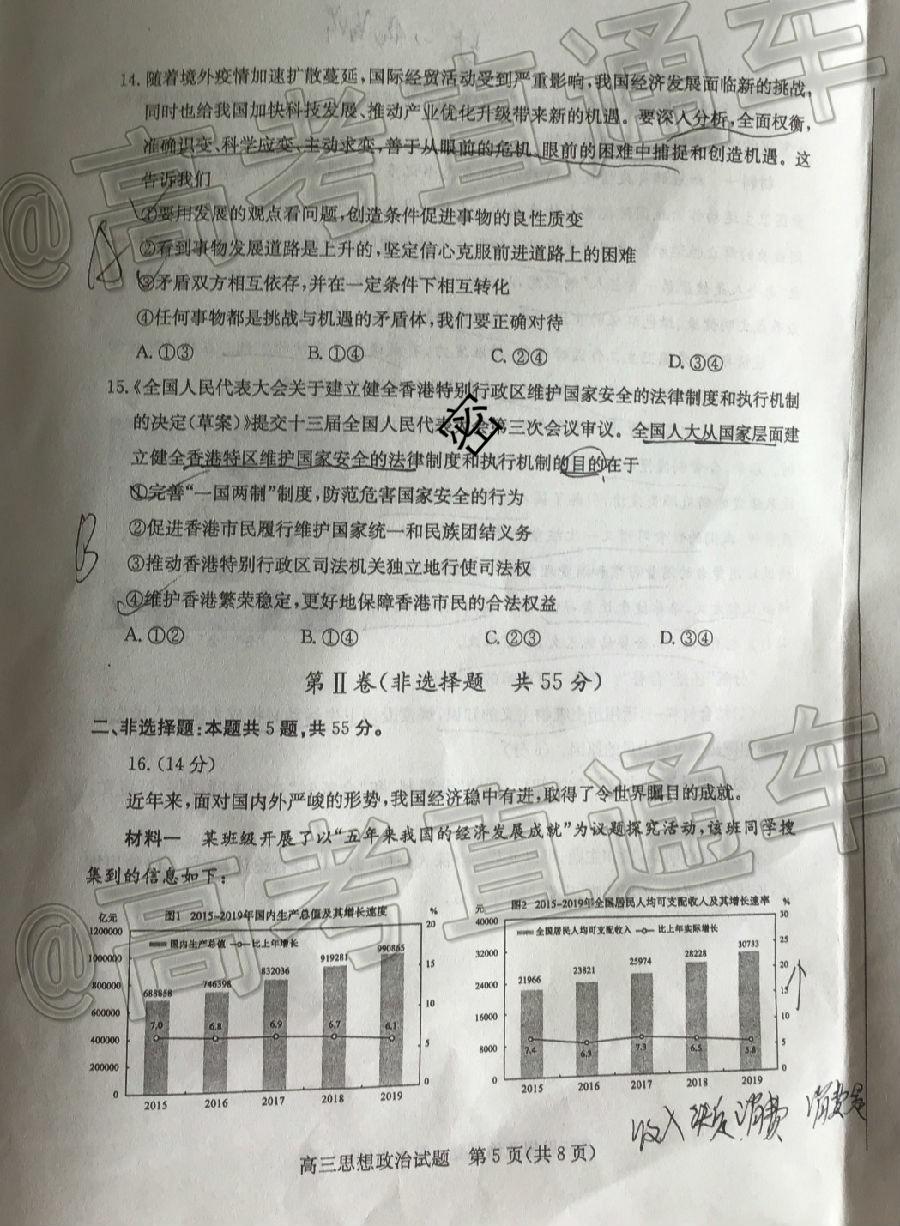 14. 随着境外疫情加速扩散蔓延，国际经贸活动受到严重影响，我国经济发展面临新的挑战，
同时也给我国加快科技发展、推动产业优化升级带来新的机遇。要深入分析，全面权衡，
准确识变、科学应变、主动求变，善于从眼前的危机、眼前的困难中捕捉和创造机遇。这
告诉我们
①要用发展的观点看问题，创造条件促进事物的良性质变
②看到事物发展道路是上升的，坚定信心克服前进道路上的困难
A
③矛盾双方相互依存，并在一定条件下相互转化
④任何事物都是挑战与机遇的矛盾体，我们要正确对待
A. ①③ B. ①④ C. ②④ D. ③④
15.《全国人民代表大会关于建立健全香港特别行政区维护国家安全的法律制度和执行机制
的决定（草案）》提交十三届全国人民代表大会第三次会议审议。全国人大从国家层面建
密
立健全香港特区维护国家安全的法律制度和执行机制的目的在于
①完善“一国两制”制度，防范危害国家安全的行为
②促进香港市民履行维护国家统一和民族团结义务
B
③推动香港特别行政区司法机关独立地行使司法权
④维护香港繁荣稳定，更好地保障香港市民的合法权益
A. ①② B. ①④ C. ②③ D. ③④
第Ⅱ卷（非选择题 共 55 分）
二、非选择题：本题共 5 题，共 55 分。
16.（14 分）
近年来，面对国内外严峻的形势，我国经济稳中有进，取得了令世界瞩目的成就。
材料一 某班级开展了以“五年来我国的经济发展成就”为议题探究活动，该班同学搜
集到的信息如下：
图1 2015-2019年国内生产总值及其增长速度
亿元 %
国内生产总值 比上年增长
1200000
1000000
800000
600000
400000
200000
0
20
15
10
5
0
688858 746395 832036 919281 990865
7.0 6.8 6.9 6.7 6.1
2015 2016 2017 2018 2019
图2 2015-2019年全国居民人均可支配收入及其增长速率
元 %
全国居民人均可支配收入 比上年实际增长
40000
32000
24000
16000
8000
0
30
25
20
15
10
5
0
21966 23821 25974 28228 30733
7.4 6.3 7.3 6.5 5.8
2015 2016 2017 2018 2019
收入决定消费
高三思想政治试题 第 5 页（共 8 页）
@高考直通车
@高考直通车
@高考直通车